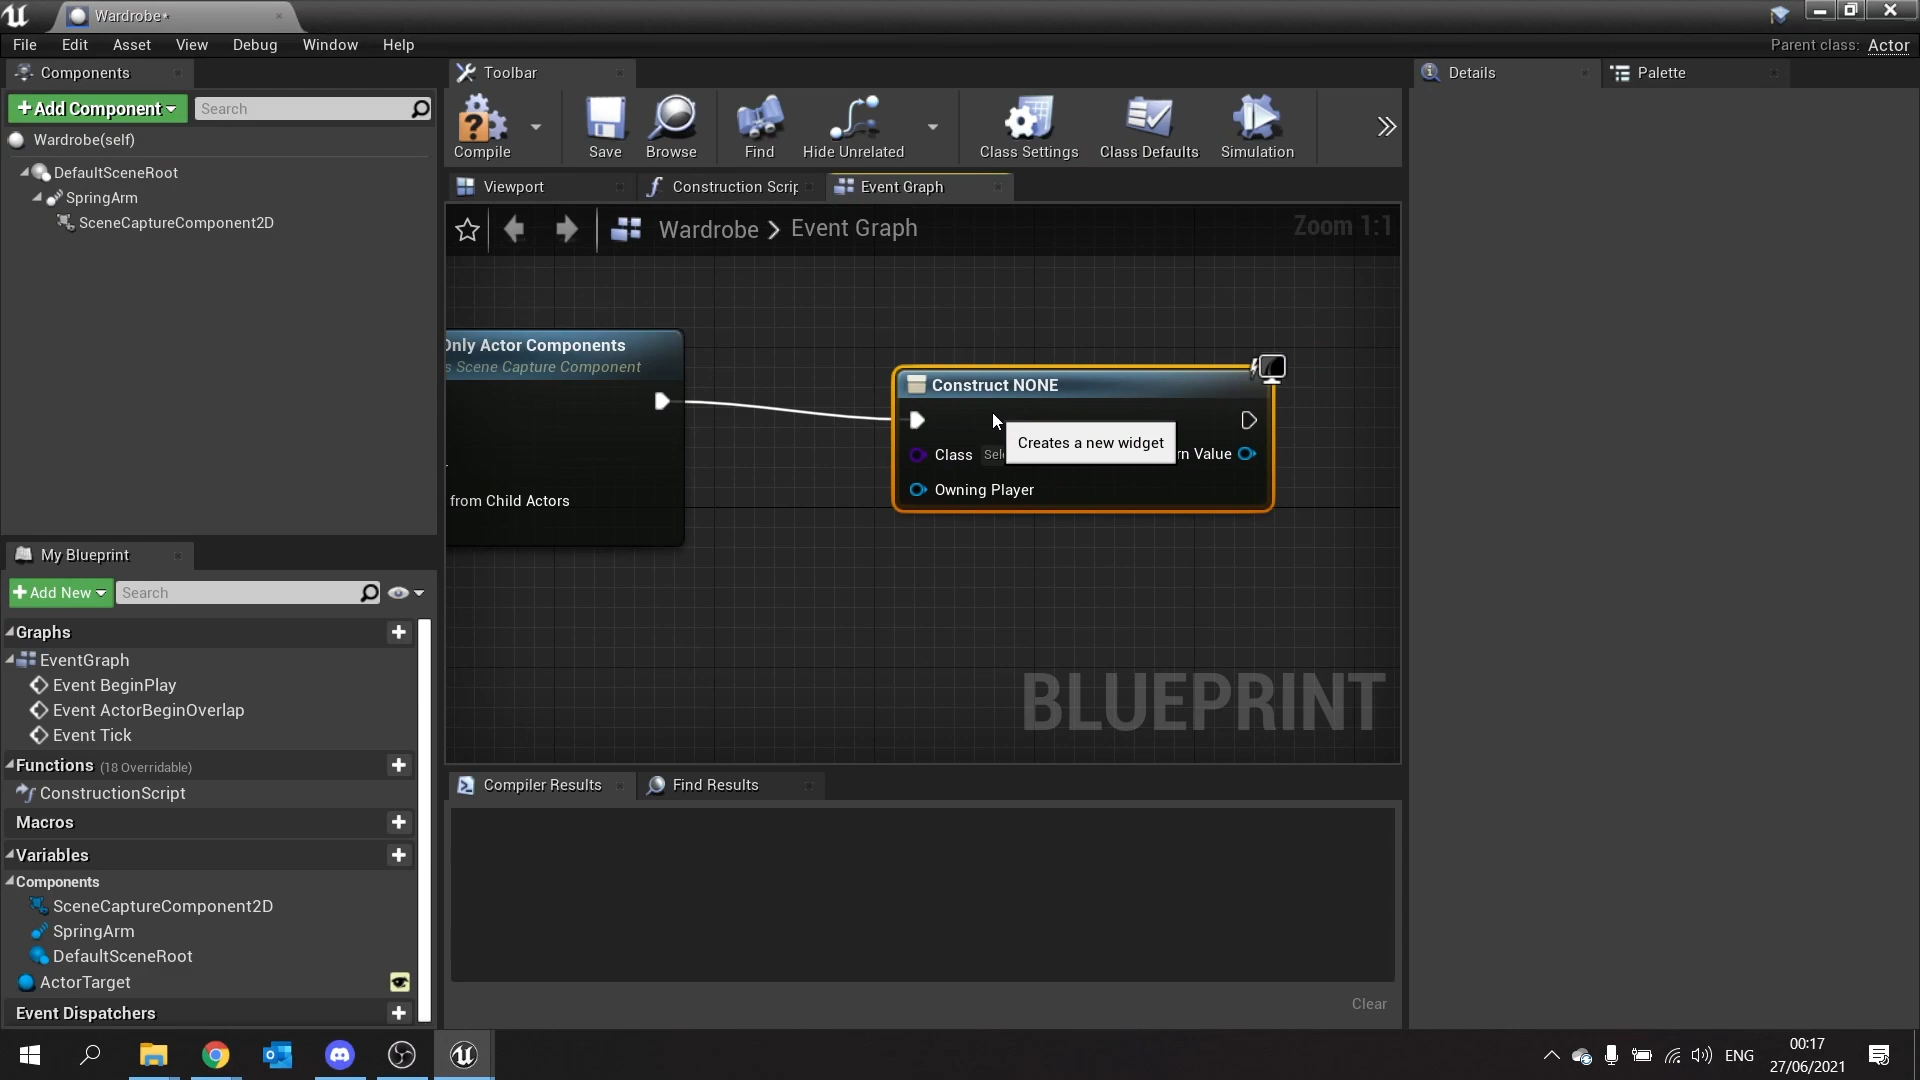 Wardrobe*
File Edit Asset View Debug Window Help
Parent class: Actor
Components
+Add Component
Search
Wardrobe(self)
DefaultSceneRoot
SpringArm
SceneCaptureComponent2D
Toolbar
Compile
Save
Browse
Find
Hide Unrelated
Class Settings
Class Defaults
Simulation
Details
Palette
Viewport
Construction Scrip
Event Graph
Wardrobe > Event Graph
Zoom 1:1
Only Actor Components
s Scene Capture Component
from Child Actors
Construct NONE
Class Sel
Creates a new widget
rn Value
Owning Player
BLUEPRINT
My Blueprint
+Add New
Search
Graphs
EventGraph
Event BeginPlay
Event ActorBeginOverlap
Event Tick
Functions (18 Overridable)
ConstructionScript
Macros
Variables
Components
SceneCaptureComponent2D
SpringArm
DefaultSceneRoot
ActorTarget
Event Dispatchers
Compiler Results
Find Results
Clear
ENG
00:17
27/06/2021